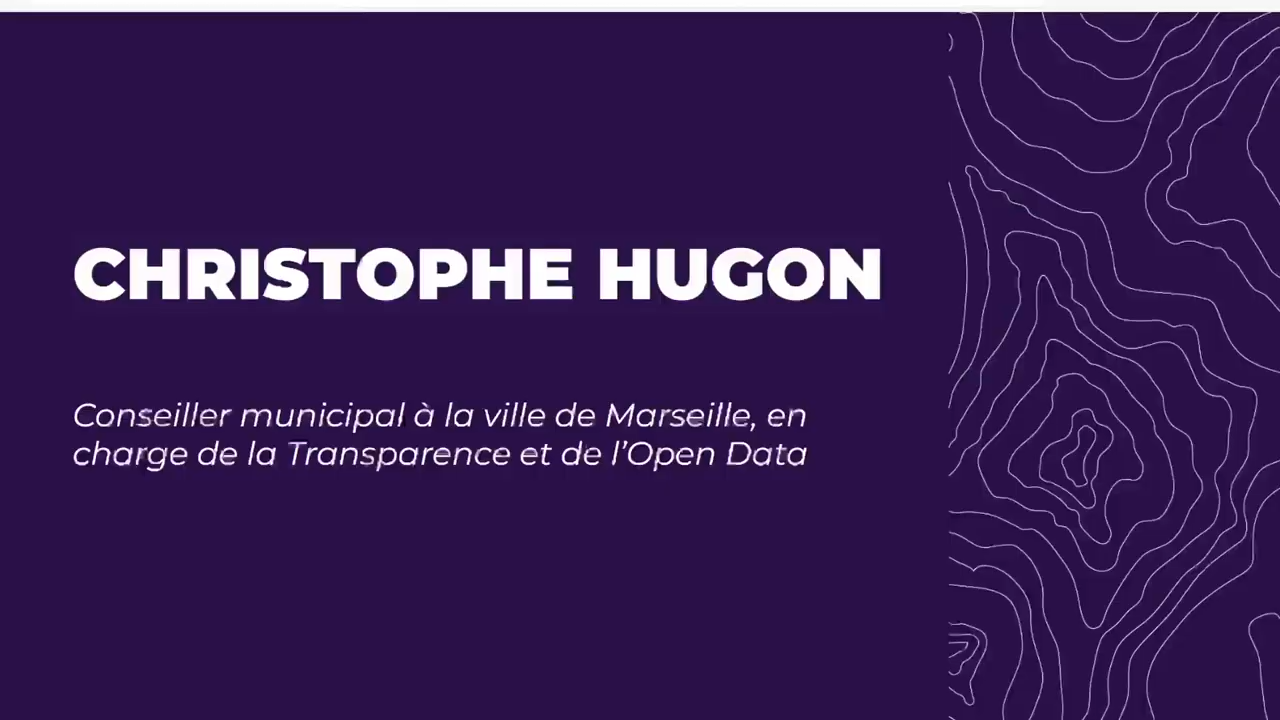 CHRISTOPHE HUGON
Conseiller municipal à la ville de Marseille, en
charge de la Transparence et de l’Open Data